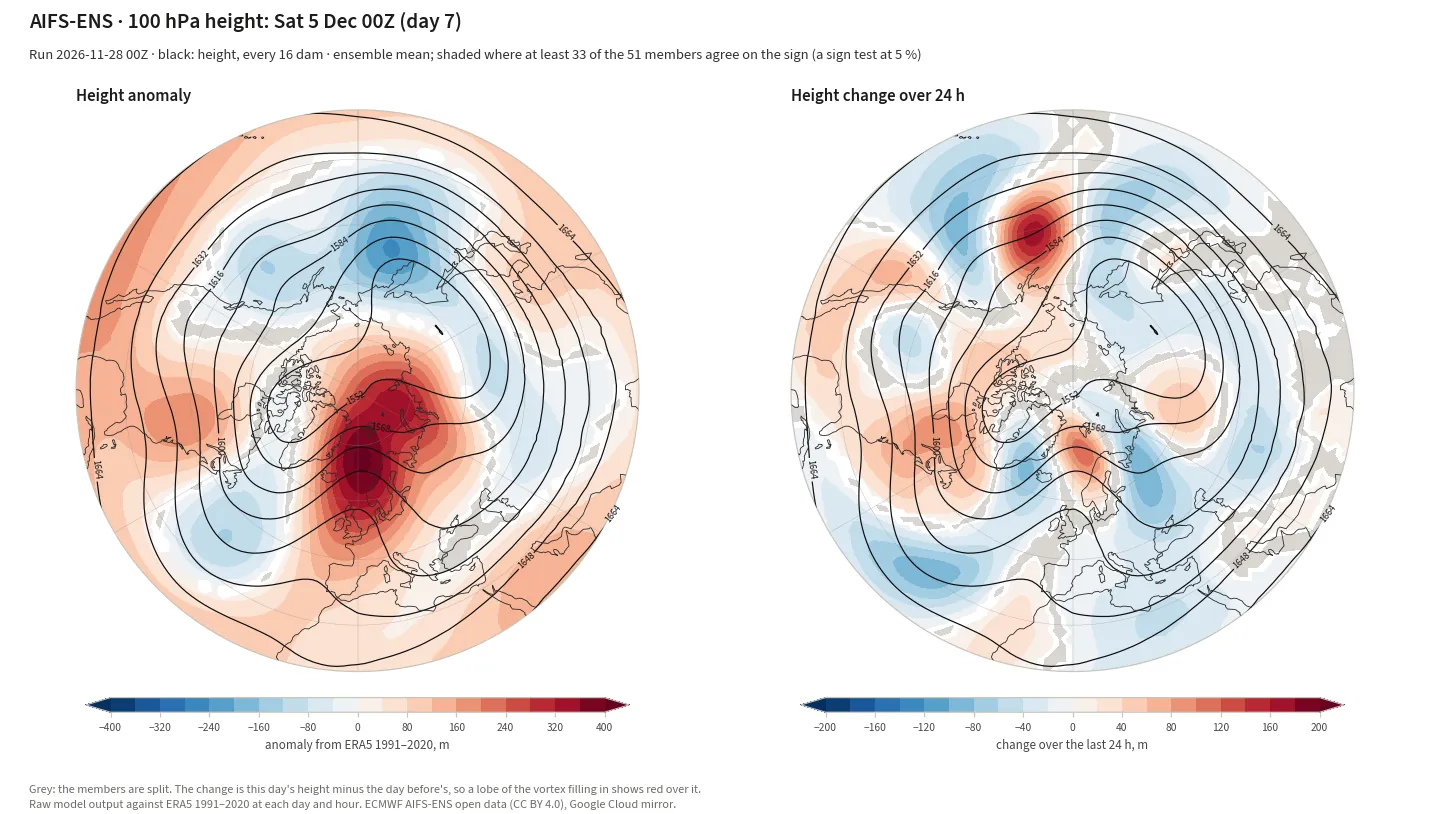 AIFS-ENS · 100 hPa height: Sat 5 Dec 00Z (day 7)
Run 2026-11-28 00Z · black: height, every 16 dam · ensemble mean; shaded where at least 33 of the 51 members agree on the sign (a sign test at 5 %)
Height anomaly
Height change over 24 h
1664
1632
1616
1584
1552
1568
1664
1664
1648
1664
1632
1616
1584
1552
1568
1664
1664
1648
−400 −320 −240 −160 −80 0 80 160 240 320 400
anomaly from ERA5 1991–2020, m
−200 −160 −120 −80 −40 0 40 80 120 160 200
change over the last 24 h, m
Grey: the members are split. The change is this day's height minus the day before's, so a lobe of the vortex filling in shows red over it.
Raw model output against ERA5 1991–2020 at each day and hour. ECMWF AIFS-ENS open data (CC BY 4.0), Google Cloud mirror.